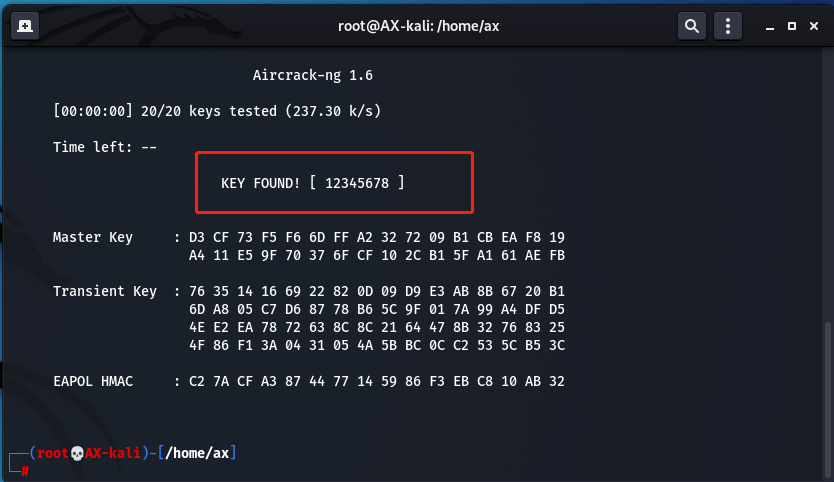 root@AX-kali: /home/ax
Aircrack-ng 1.6
[00:00:00] 20/20 keys tested (237.30 k/s)
Time left: --
KEY FOUND! [ 12345678 ]
Master Key     : D3 CF 73 F5 F6 6D FF A2 32 72 09 B1 CB EA F8 19
A4 11 E5 9F 70 37 6F CF 10 2C B1 5F A1 61 AE FB
Transient Key  : 76 35 14 16 69 22 82 0D 09 D9 E3 AB 8B 67 20 B1
6D A8 05 C7 D6 87 78 B6 5C 9F 01 7A 99 A4 DF D5
4E E2 EA 78 72 63 8C 8C 21 64 47 8B 32 76 83 25
4F 86 F1 3A 04 31 05 4A 5B BC 0C C2 53 5C B5 3C
EAPOL HMAC     : C2 7A CF A3 87 44 77 14 59 86 F3 EB C8 10 AB 32
┌──(root💀AX-kali)-[/home/ax]
└─#